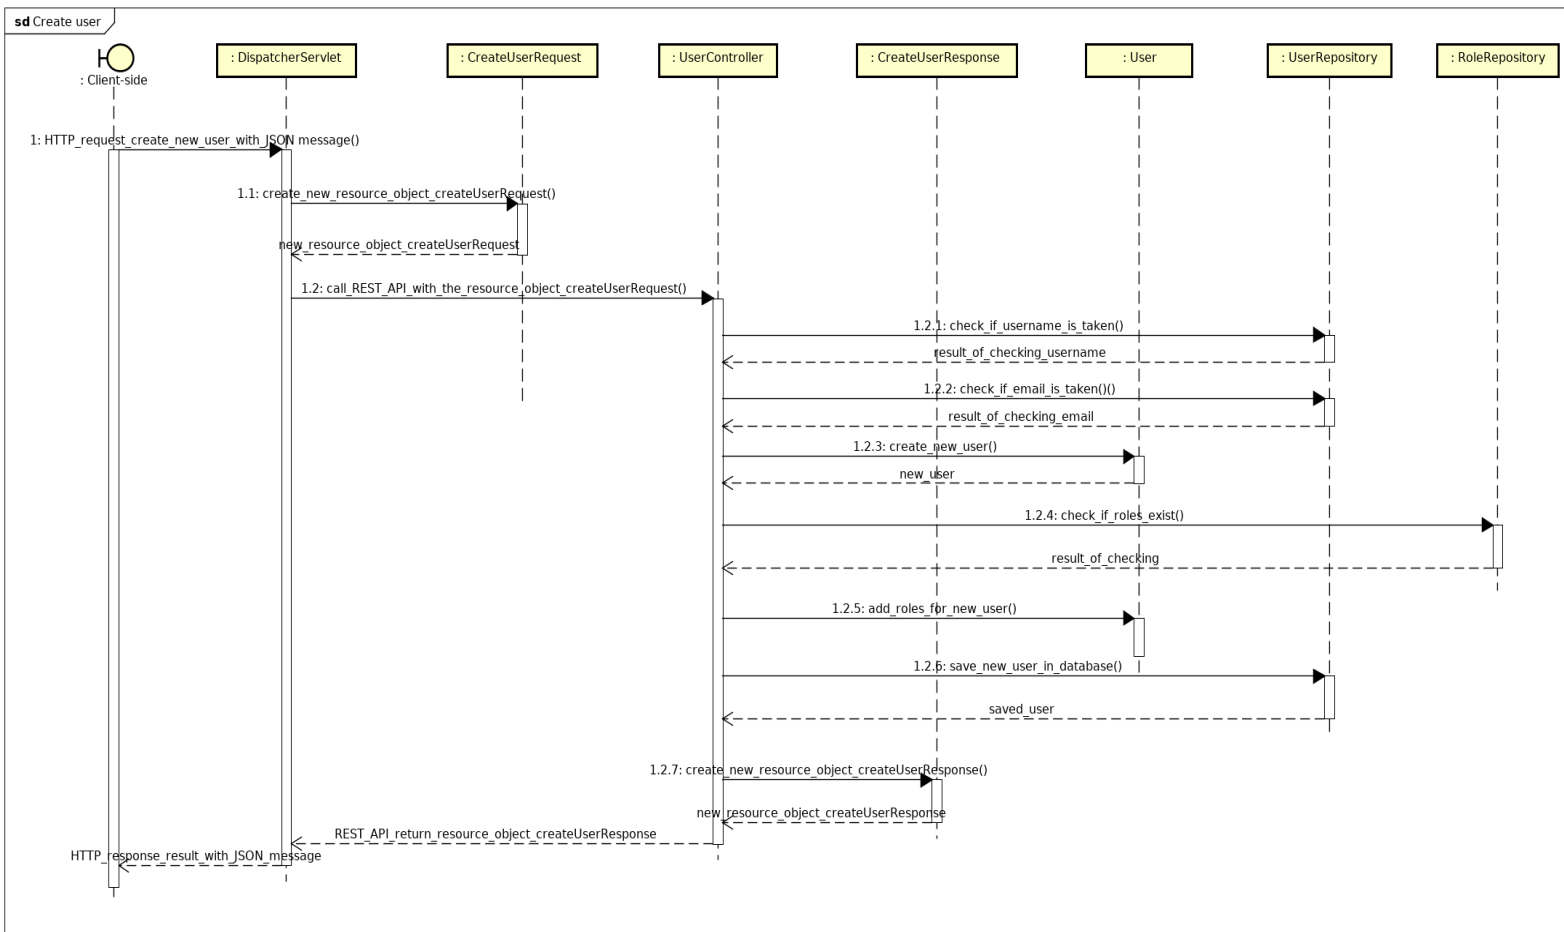 sd Create user
: Client-side
: DispatcherServlet
: CreateUserRequest
: UserController
: CreateUserResponse
: User
: UserRepository
: RoleRepository
1: HTTP_request_create_new_user_with_JSON message()
1.1: create_new_resource_object_createUserRequest()
new_resource_object_createUserRequest
1.2: call_REST_API_with_the_resource_object_createUserRequest()
1.2.1: check_if_username_is_taken()
result_of_checking_username
1.2.2: check_if_email_is_taken()()
result_of_checking_email
1.2.3: create_new_user()
new_user
1.2.4: check_if_roles_exist()
result_of_checking
1.2.5: add_roles_for_new_user()
1.2.6: save_new_user_in_database()
saved_user
1.2.7: create_new_resource_object_createUserResponse()
new_resource_object_createUserResponse
REST_API_return_resource_object_createUserResponse
HTTP_response_result_with_JSON_message